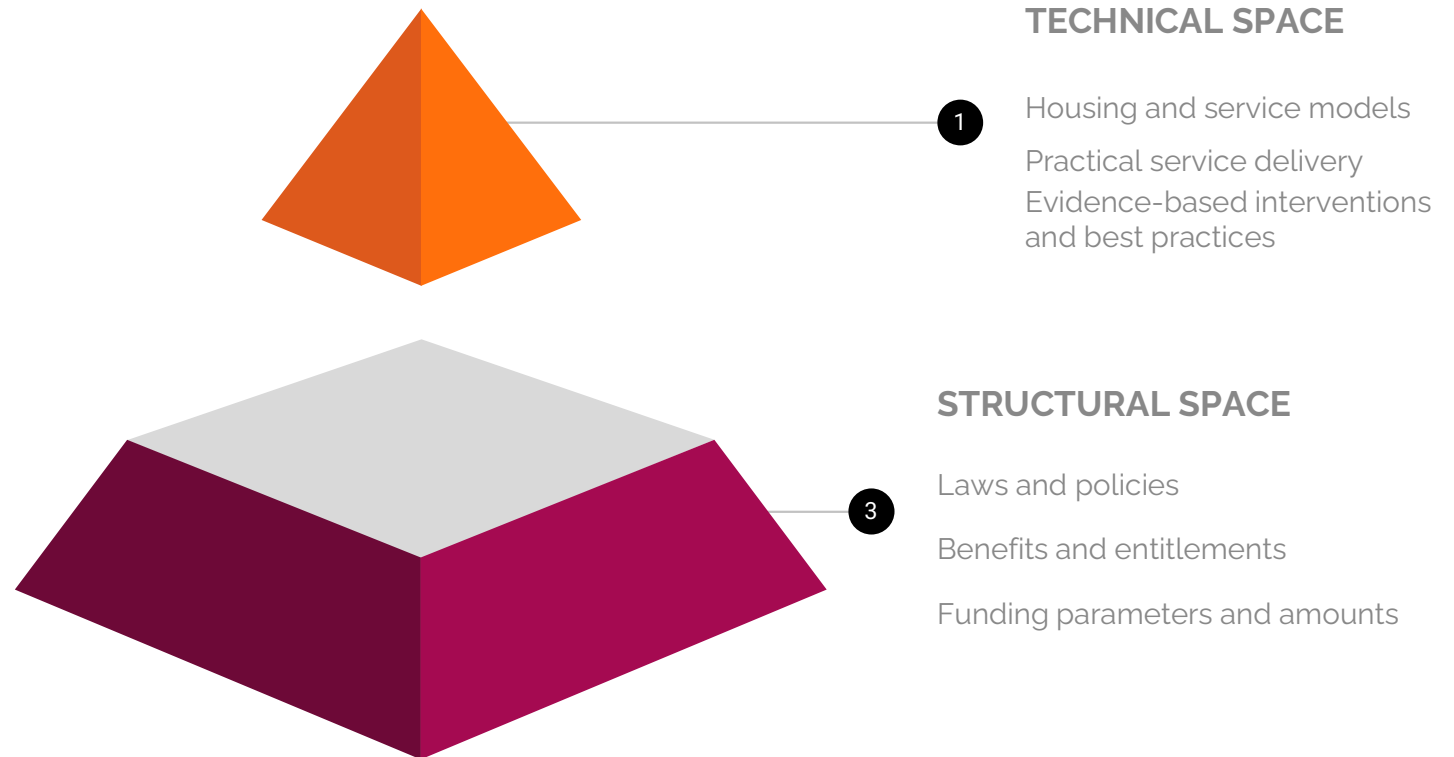 TECHNICAL SPACE
1
Housing and service models
Practical service delivery
Evidence-based interventions
and best practices
STRUCTURAL SPACE
3
Laws and policies
Benefits and entitlements
Funding parameters and amounts